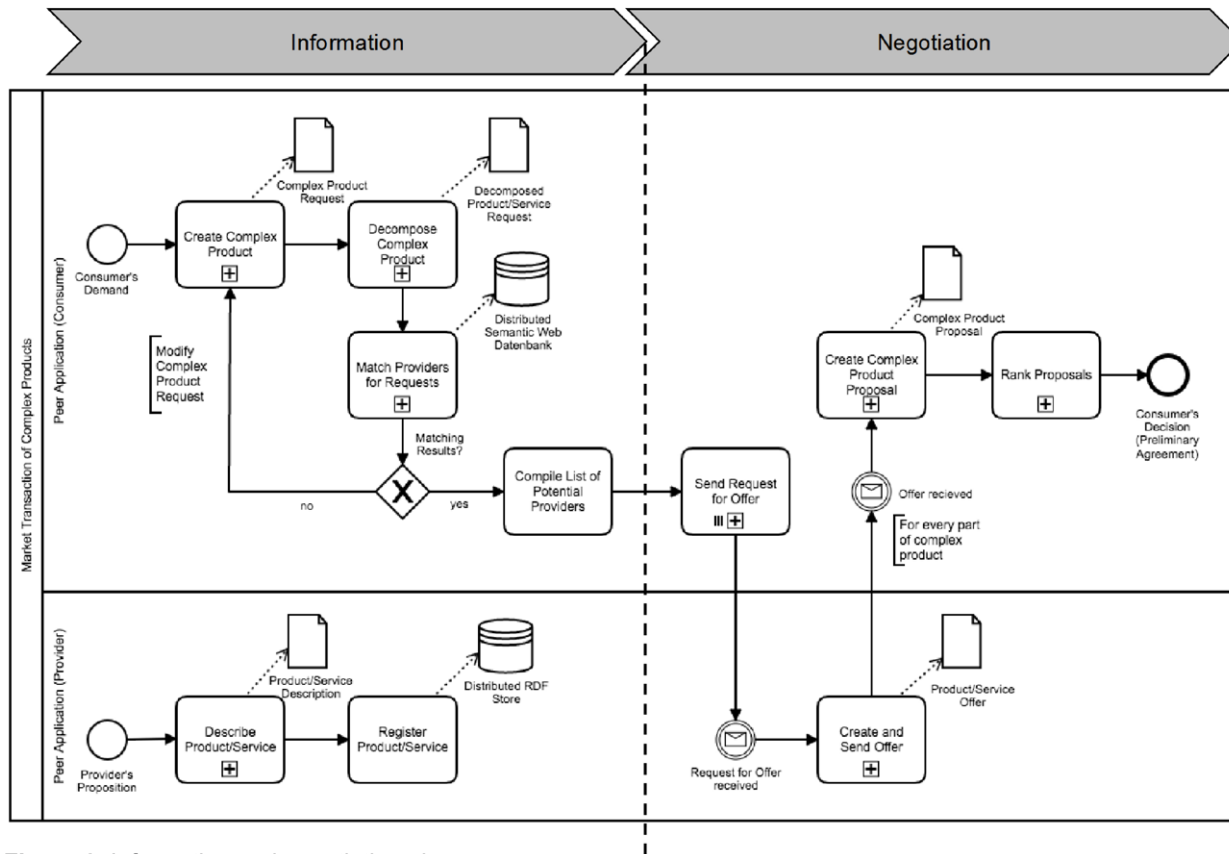 Information
Negotiation
Market Transaction of Complex Products
Peer Application (Consumer)
Consumer's
Demand
Create Complex
Product
Complex Product
Request
Decompose
Complex
Product
Decomposed
Product/Service
Request
Match Providers
for Requests
Distributed
Semantic Web
Datenbank
Modify
Complex
Product
Request
Matching
Results?
X
no
yes
Compile List of
Potential
Providers
Send Request
for Offer
Offer recieved
For every part
of complex
product
Create Complex
Product
Proposal
Complex Product
Proposal
Rank Proposals
Consumer's
Decision
(Preliminary
Agreement)
Peer Application (Provider)
Provider's
Proposition
Describe
Product/Service
Product/Service
Description
Register
Product/Service
Distributed RDF
Store
Request for Offer
received
Create and
Send Offer
Product/Service
Offer